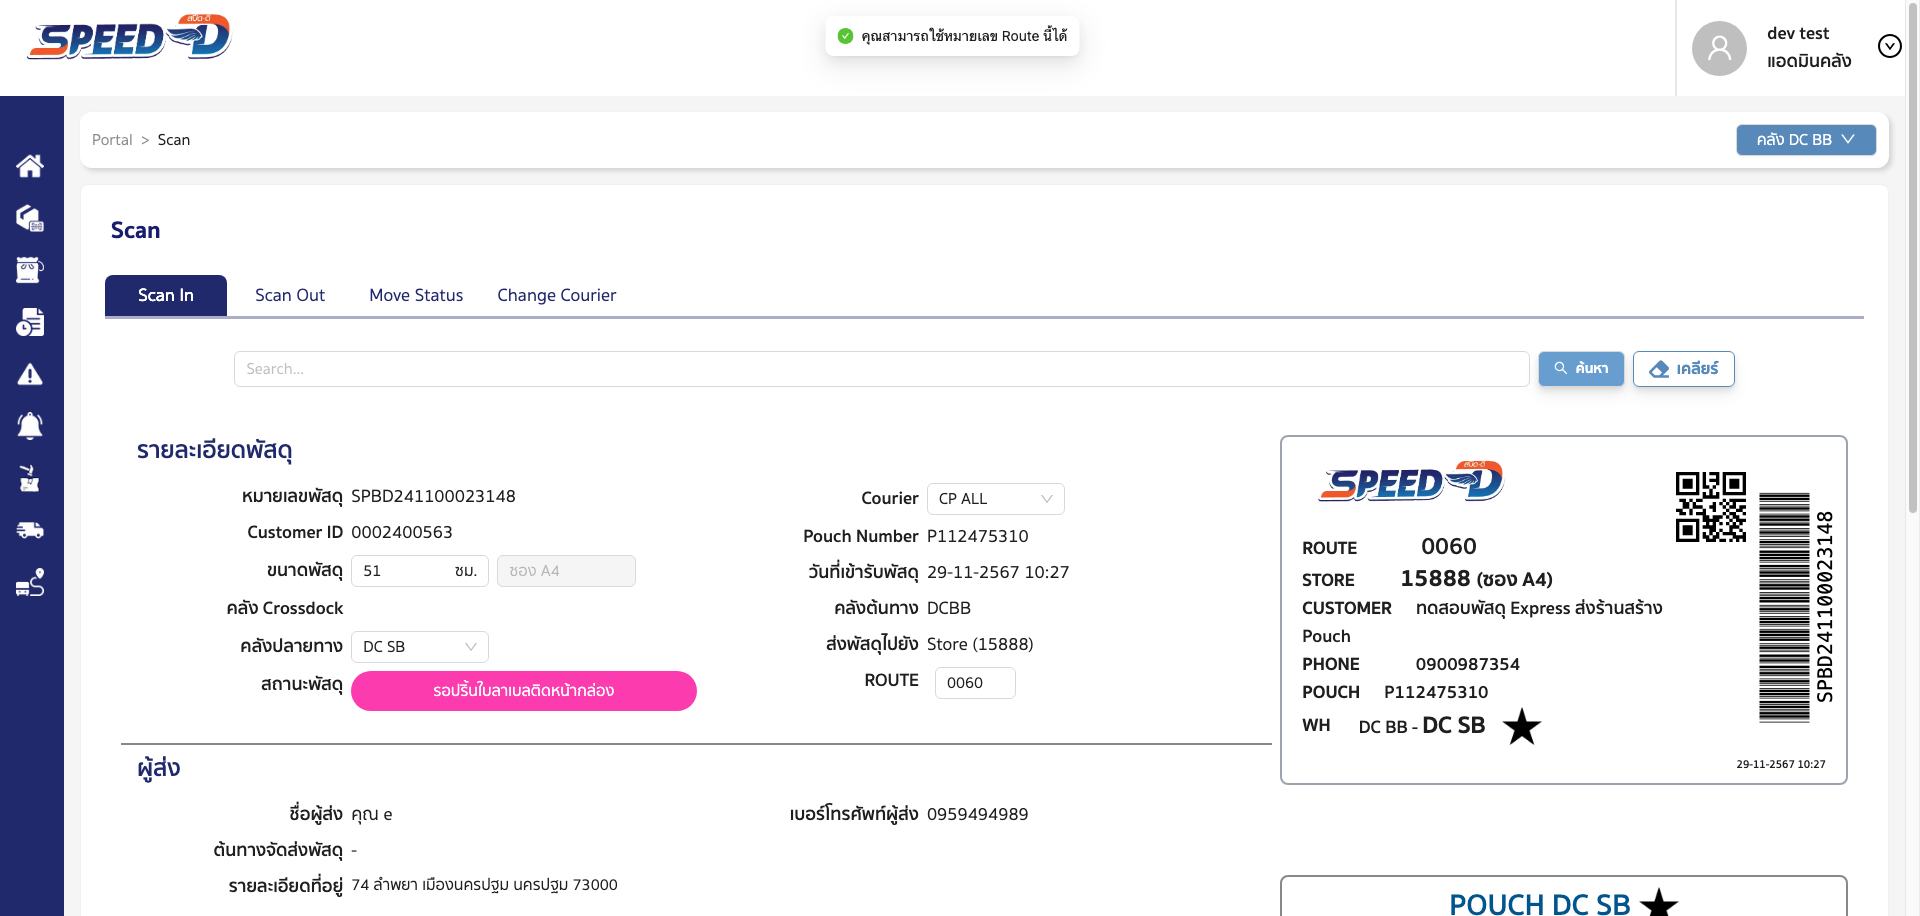 SPEED-D สปีด-ดี
คุณสามารถใช้หมายเลข Route นี้ได้
dev test
แอดมินคลัง
Portal > Scan
คลัง DC BB
Scan
Scan In
Scan Out
Move Status
Change Courier
Search...
ค้นหา
เคลียร์
รายละเอียดพัสดุ
หมายเลขพัสดุ SPBD241100023148
Customer ID 0002400563
ขนาดพัสดุ 51 ซม. ซอง A4
คลัง Crossdock
คลังปลายทาง DC SB
สถานะพัสดุ รอปริ้นใบลาเบลติดหน้ากล่อง
Courier CP ALL
Pouch Number P112475310
วันที่เข้ารับพัสดุ 29-11-2567 10:27
คลังต้นทาง DCBB
ส่งพัสดุไปยัง Store (15888)
ROUTE 0060
SPEED-D สปีด-ดี
ROUTE 0060
STORE 15888 (ซอง A4)
CUSTOMER ทดสอบพัสดุ Express ส่งร้านสร้าง
Pouch
PHONE 0900987354
POUCH P112475310
WH DC BB - DC SB
SPBD241100023148
29-11-2567 10:27
ผู้ส่ง
ชื่อผู้ส่ง คุณ e
เบอร์โทรศัพท์ผู้ส่ง 0959494989
ต้นทางจัดส่งพัสดุ -
รายละเอียดที่อยู่ 74 ลำพยา เมืองนครปฐม นครปฐม 73000
POUCH DC SB